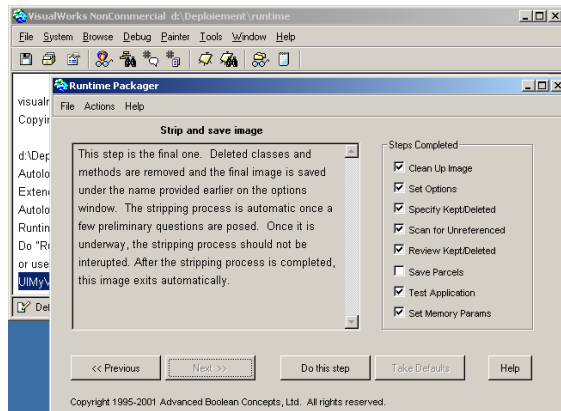 VisualWorks NonCommercial d:\Deploiement\runtime
File System Browse Debug Painter Tools Window Help
Runtime Packager
File Actions Help
visualr
Copyir
d:\Dep
Autolo
Exten
Autolo
Runtin
Do "Ru
or use
UIMyV
Strip and save image
This step is the final one. Deleted classes and
methods are removed and the final image is saved
under the name provided earlier on the options
window. The stripping process is automatic once a
few preliminary questions are posed. Once it is
underway, the stripping process should not be
interupted. After the stripping process is completed,
this image exits automatically.
Steps Completed
Clean Up Image
Set Options
Specify Kept/Deleted
Scan for Unreferenced
Review Kept/Deleted
Save Parcels
Test Application
Set Memory Params
<< Previous Next >> Do this step Take Defaults Help
Copyright 1995-2001 Advanced Boolean Concepts, Ltd. All rights reserved.